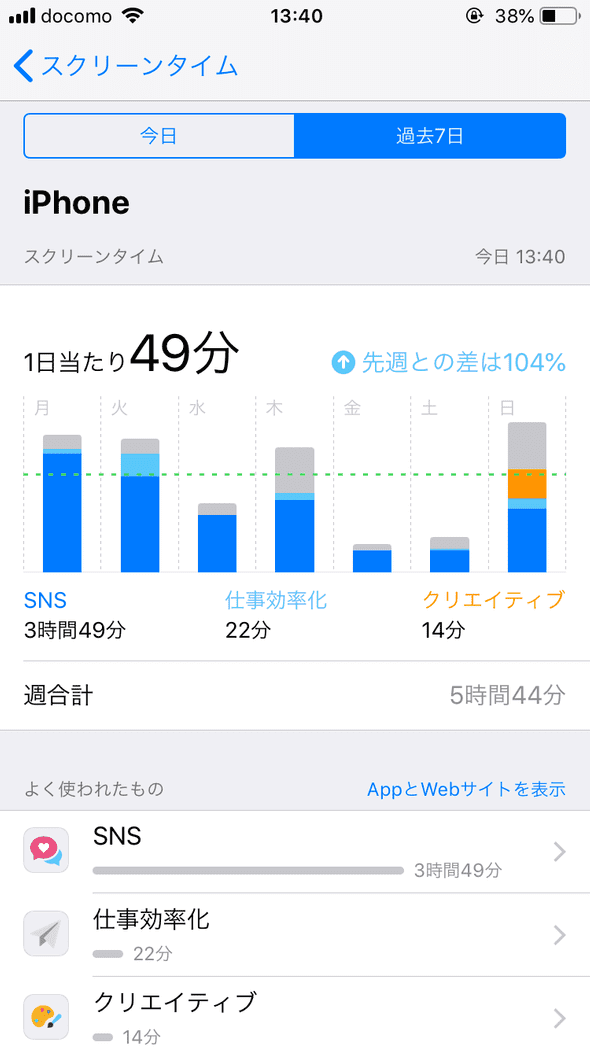 docomo 13:40 38%
スクリーンタイム
今日 過去7日
iPhone
スクリーンタイム 今日 13:40
1日当たり49分 先週との差は104%
月 火 水 木 金 土 日
SNS 仕事効率化 クリエイティブ
3時間49分 22分 14分
週合計 5時間44分
よく使われたもの AppとWebサイトを表示
SNS
3時間49分
仕事効率化
22分
クリエイティブ
14分